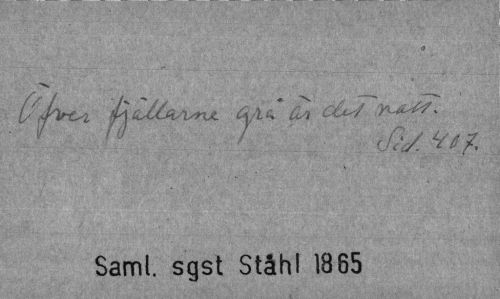 Öfver fjällarne grå är det natt.
Sid. 407.
Saml. sgst Ståhl 1865